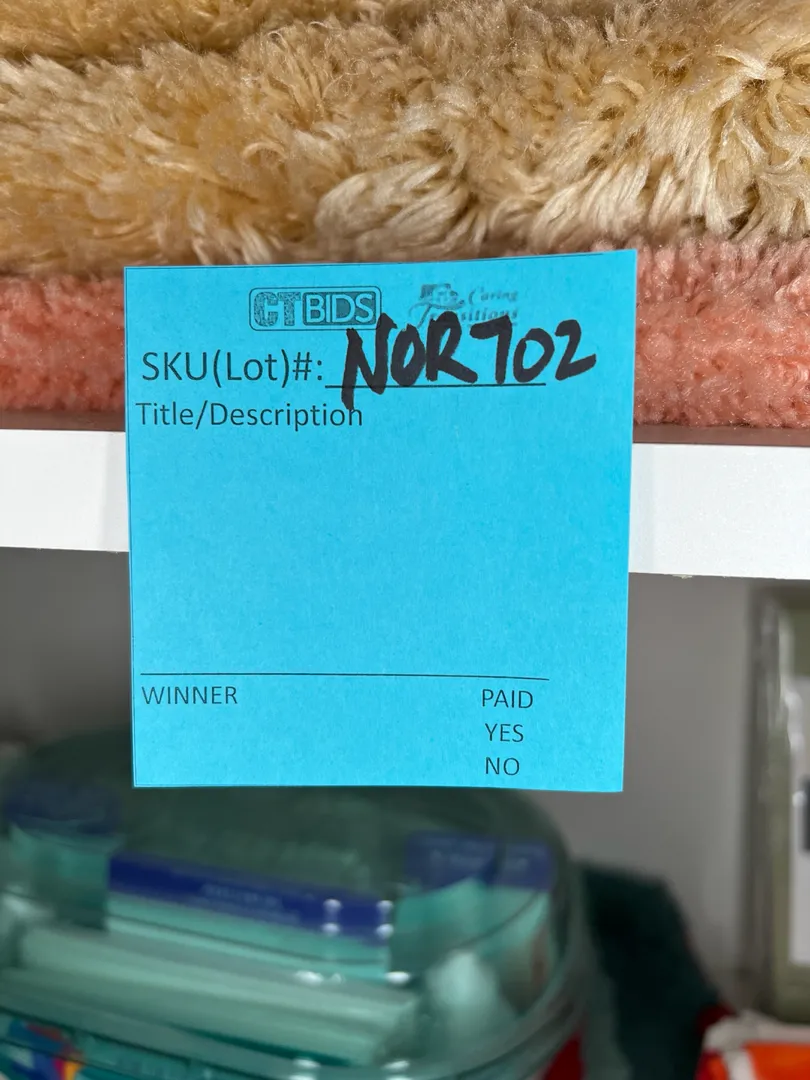 CTBIDS Caring Transitions
SKU(Lot)#: NOR702
Title/Description
WINNER PAID
YES
NO